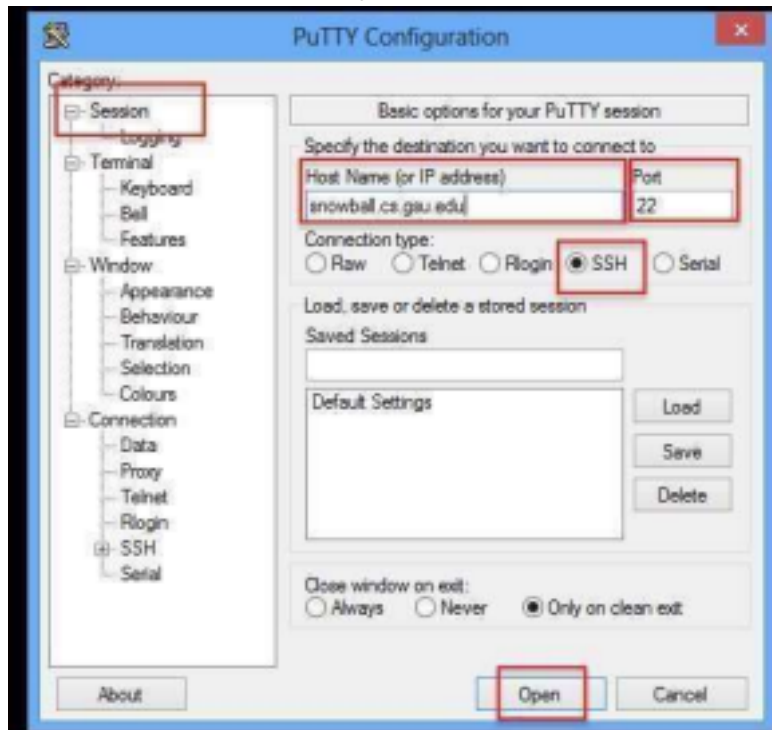 PuTTY Configuration
Category:
Session
Logging
Terminal
Keyboard
Bell
Features
Window
Appearance
Behaviour
Translation
Selection
Colours
Connection
Data
Proxy
Telnet
Rlogin
SSH
Serial
Basic options for your PuTTY session
Specify the destination you want to connect to
Host Name (or IP address) Port
snowball.cs.gsu.edu 22
Connection type:
Raw Telnet Rlogin SSH Serial
Load, save or delete a stored session
Saved Sessions
Default Settings
Load
Save
Delete
Close window on exit:
Always Never Only on clean exit
About Open Cancel